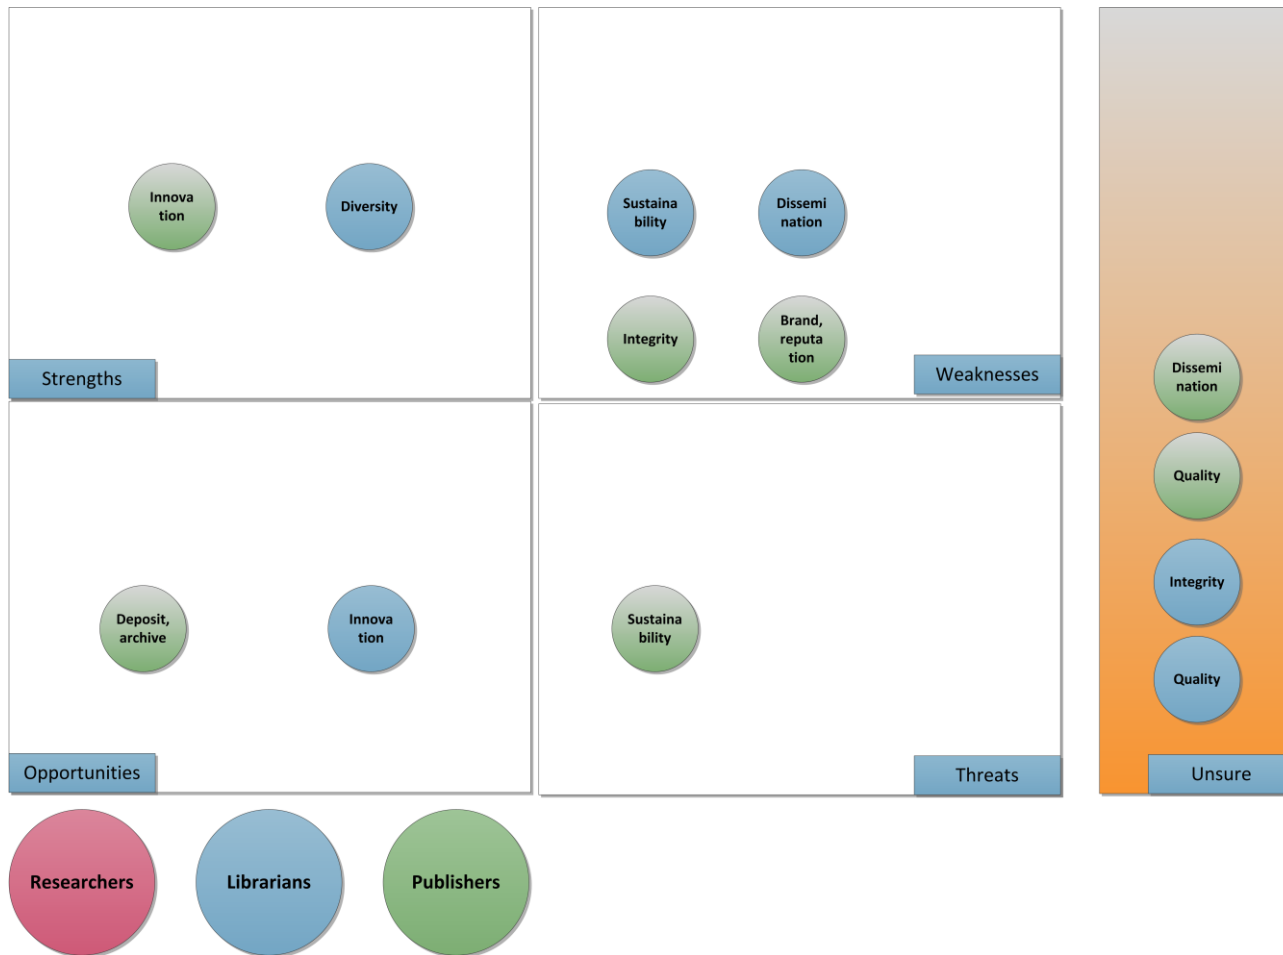 Innova
tion
Diversity
Strengths
Sustaina
bility
Dissemi
nation
Integrity
Brand,
reputa
tion
Weaknesses
Deposit,
archive
Innova
tion
Opportunities
Sustaina
bility
Threats
Dissemi
nation
Quality
Integrity
Quality
Unsure
Researchers
Librarians
Publishers